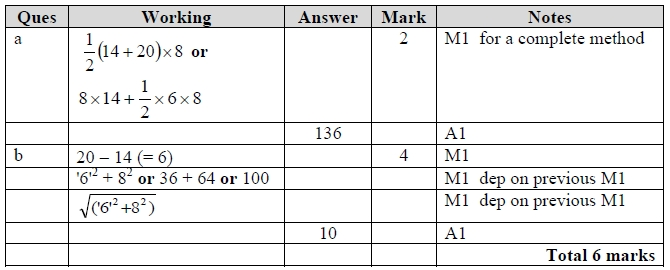 Ques Working Answer Mark Notes
a 1/2(14 + 20)×8 or 2 M1 for a complete method
8×14 + 1/2×6×8
136 A1
b 20 – 14 (= 6) 4 M1
'6'² + 8² or 36 + 64 or 100 M1 dep on previous M1
√('6'² +8²) M1 dep on previous M1
10 A1
Total 6 marks